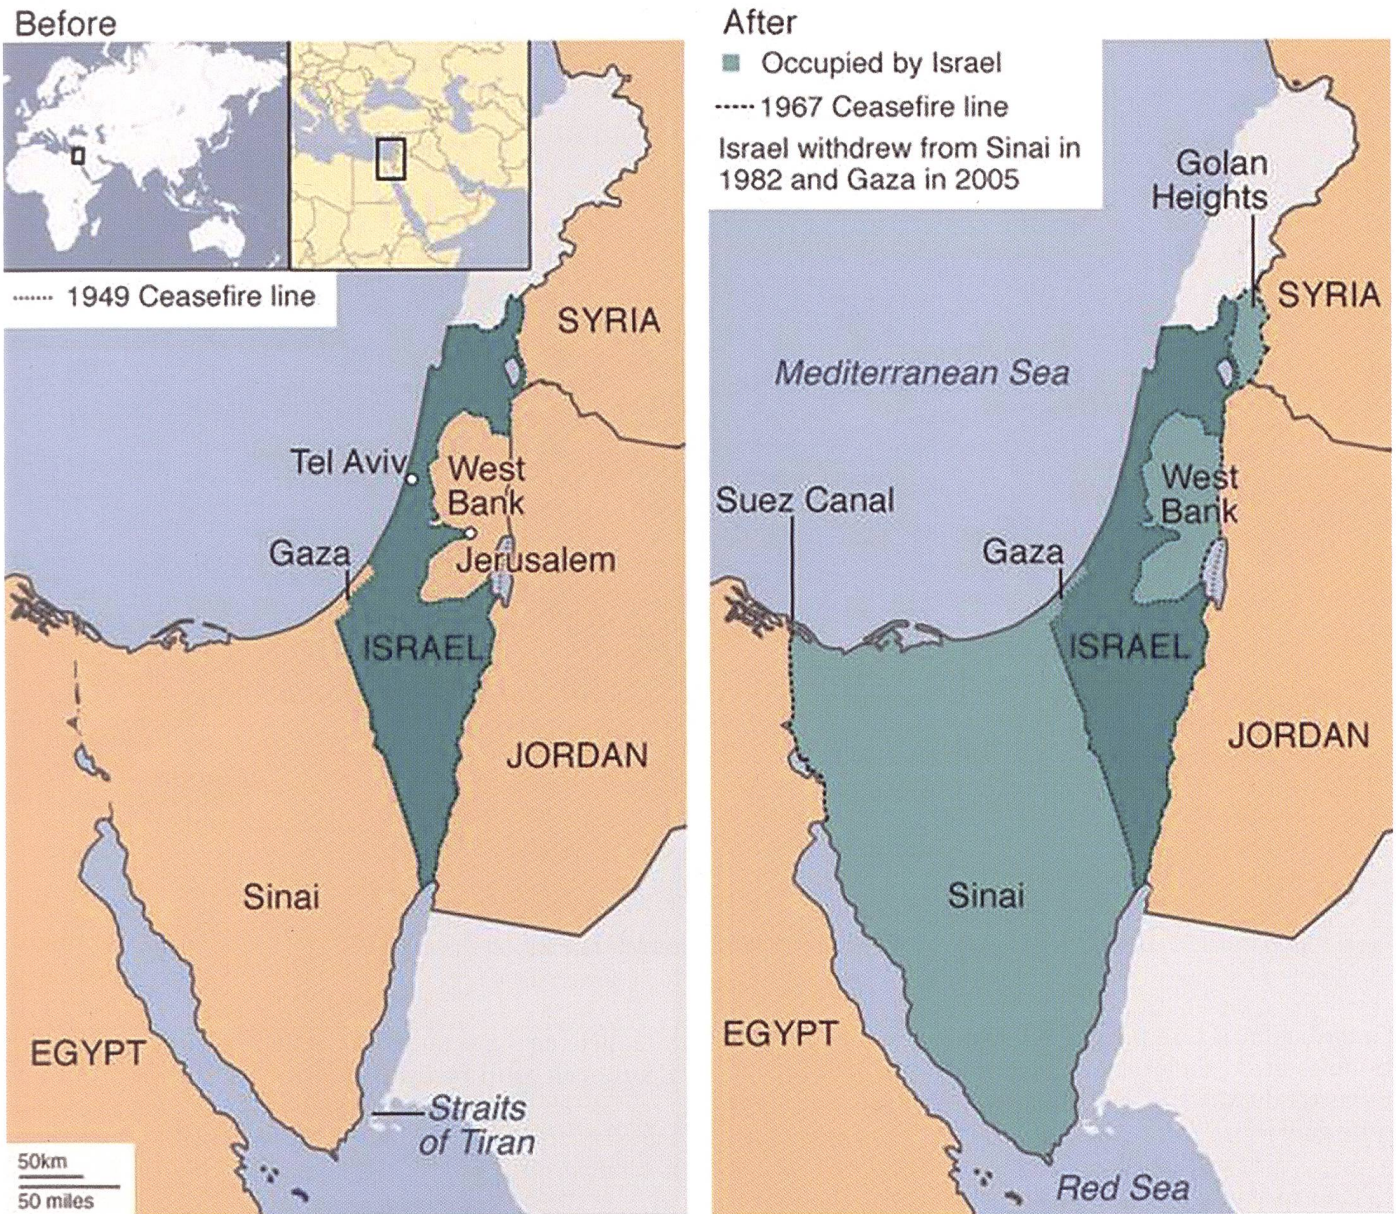 Before
1949 Ceasefire line
SYRIA
Tel Aviv
West
Bank
Gaza
Jerusalem
ISRAEL
JORDAN
Sinai
EGYPT
Straits
of Tiran
50km
50 miles
After
Occupied by Israel
1967 Ceasefire line
Israel withdrew from Sinai in
1982 and Gaza in 2005
Golan
Heights
SYRIA
Mediterranean Sea
West
Bank
Suez Canal
Gaza
ISRAEL
JORDAN
Sinai
EGYPT
Red Sea